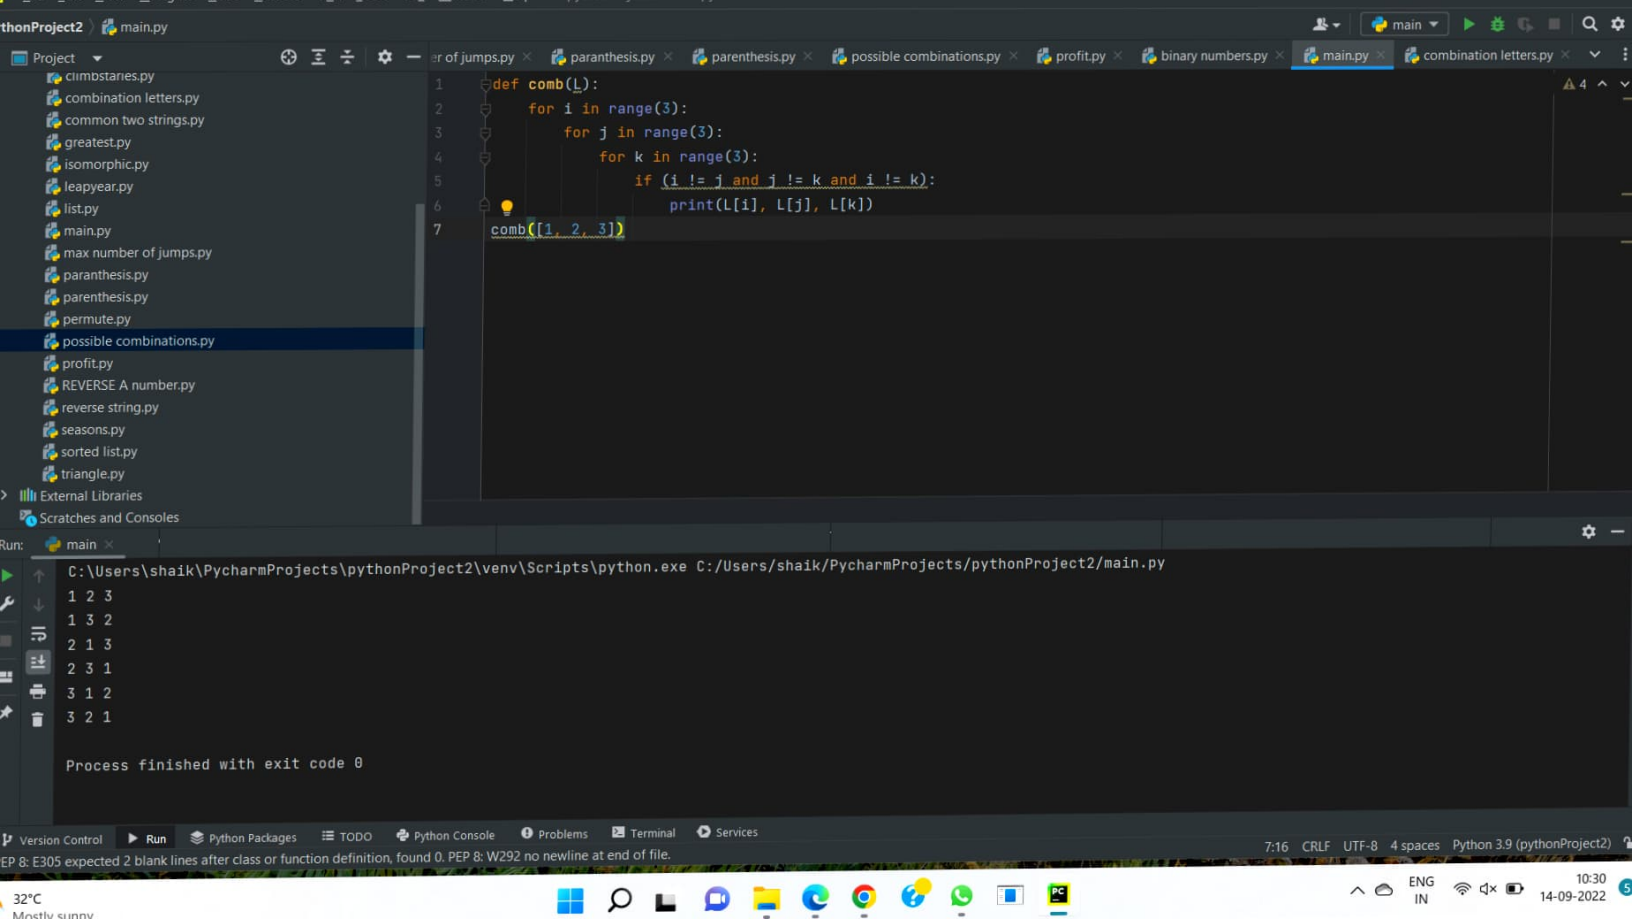 thonProject2 main.py
main
Project
er of jumps.py paranthesis.py parenthesis.py possible combinations.py profit.py binary numbers.py main.py combination letters.py
climbstaries.py
combination letters.py
common two strings.py
greatest.py
isomorphic.py
leapyear.py
list.py
main.py
max number of jumps.py
paranthesis.py
parenthesis.py
permute.py
possible combinations.py
profit.py
REVERSE A number.py
reverse string.py
seasons.py
sorted list.py
triangle.py
External Libraries
Scratches and Consoles
4
1 def comb(L):
2 for i in range(3):
3 for j in range(3):
4 for k in range(3):
5 if (i != j and j != k and i != k):
6 print(L[i], L[j], L[k])
7 comb([1, 2, 3])
Run: main
C:\Users\shaik\PycharmProjects\pythonProject2\venv\Scripts\python.exe C:/Users/shaik/PycharmProjects/pythonProject2/main.py
1 2 3
1 3 2
2 1 3
2 3 1
3 1 2
3 2 1
Process finished with exit code 0
Version Control Run Python Packages TODO Python Console Problems Terminal Services
EP 8: E305 expected 2 blank lines after class or function definition, found 0. PEP 8: W292 no newline at end of file.
7:16 CRLF UTF-8 4 spaces Python 3.9 (pythonProject2)
32°C
Mostly sunny
PC
ENG
IN
10:30
14-09-2022
5